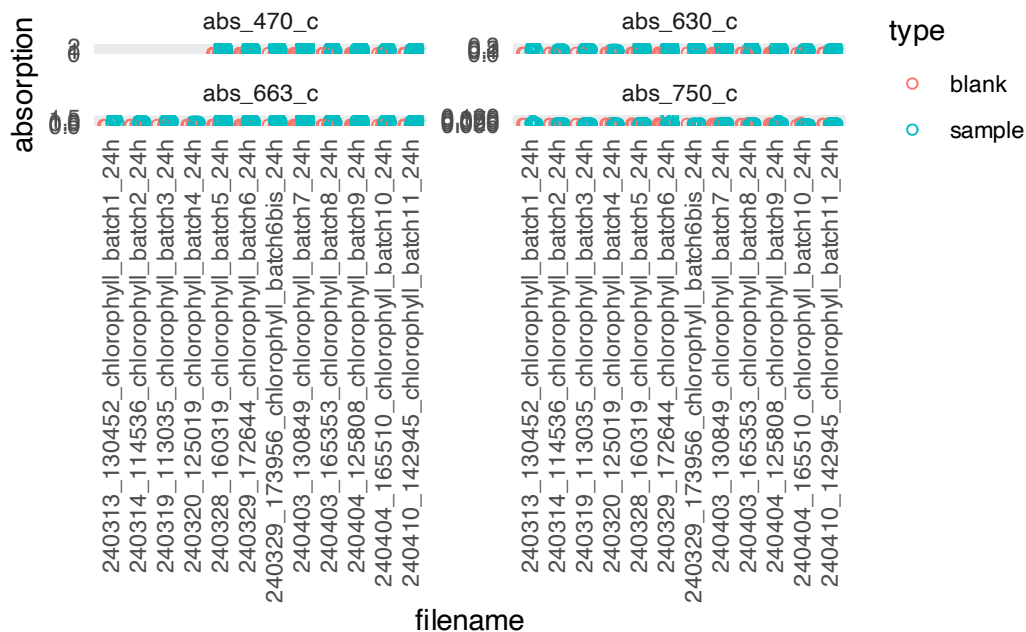 abs_470_c
abs_630_c
type
blank
sample
absorption
abs_663_c
abs_750_c
240313_130452_chlorophyll_batch1_24h
240314_114536_chlorophyll_batch2_24h
240319_113035_chlorophyll_batch3_24h
240320_125019_chlorophyll_batch4_24h
240328_160319_chlorophyll_batch5_24h
240329_172644_chlorophyll_batch6_24h
240329_173956_chlorophyll_batch6bis_24h
240403_130849_chlorophyll_batch7_24h
240403_165353_chlorophyll_batch8_24h
240404_125808_chlorophyll_batch9_24h
240404_165510_chlorophyll_batch10_24h
240410_142945_chlorophyll_batch11_24h
240313_130452_chlorophyll_batch1_24h
240314_114536_chlorophyll_batch2_24h
240319_113035_chlorophyll_batch3_24h
240320_125019_chlorophyll_batch4_24h
240328_160319_chlorophyll_batch5_24h
240329_172644_chlorophyll_batch6_24h
240329_173956_chlorophyll_batch6bis_24h
240403_130849_chlorophyll_batch7_24h
240403_165353_chlorophyll_batch8_24h
240404_125808_chlorophyll_batch9_24h
240404_165510_chlorophyll_batch10_24h
240410_142945_chlorophyll_batch11_24h
filename